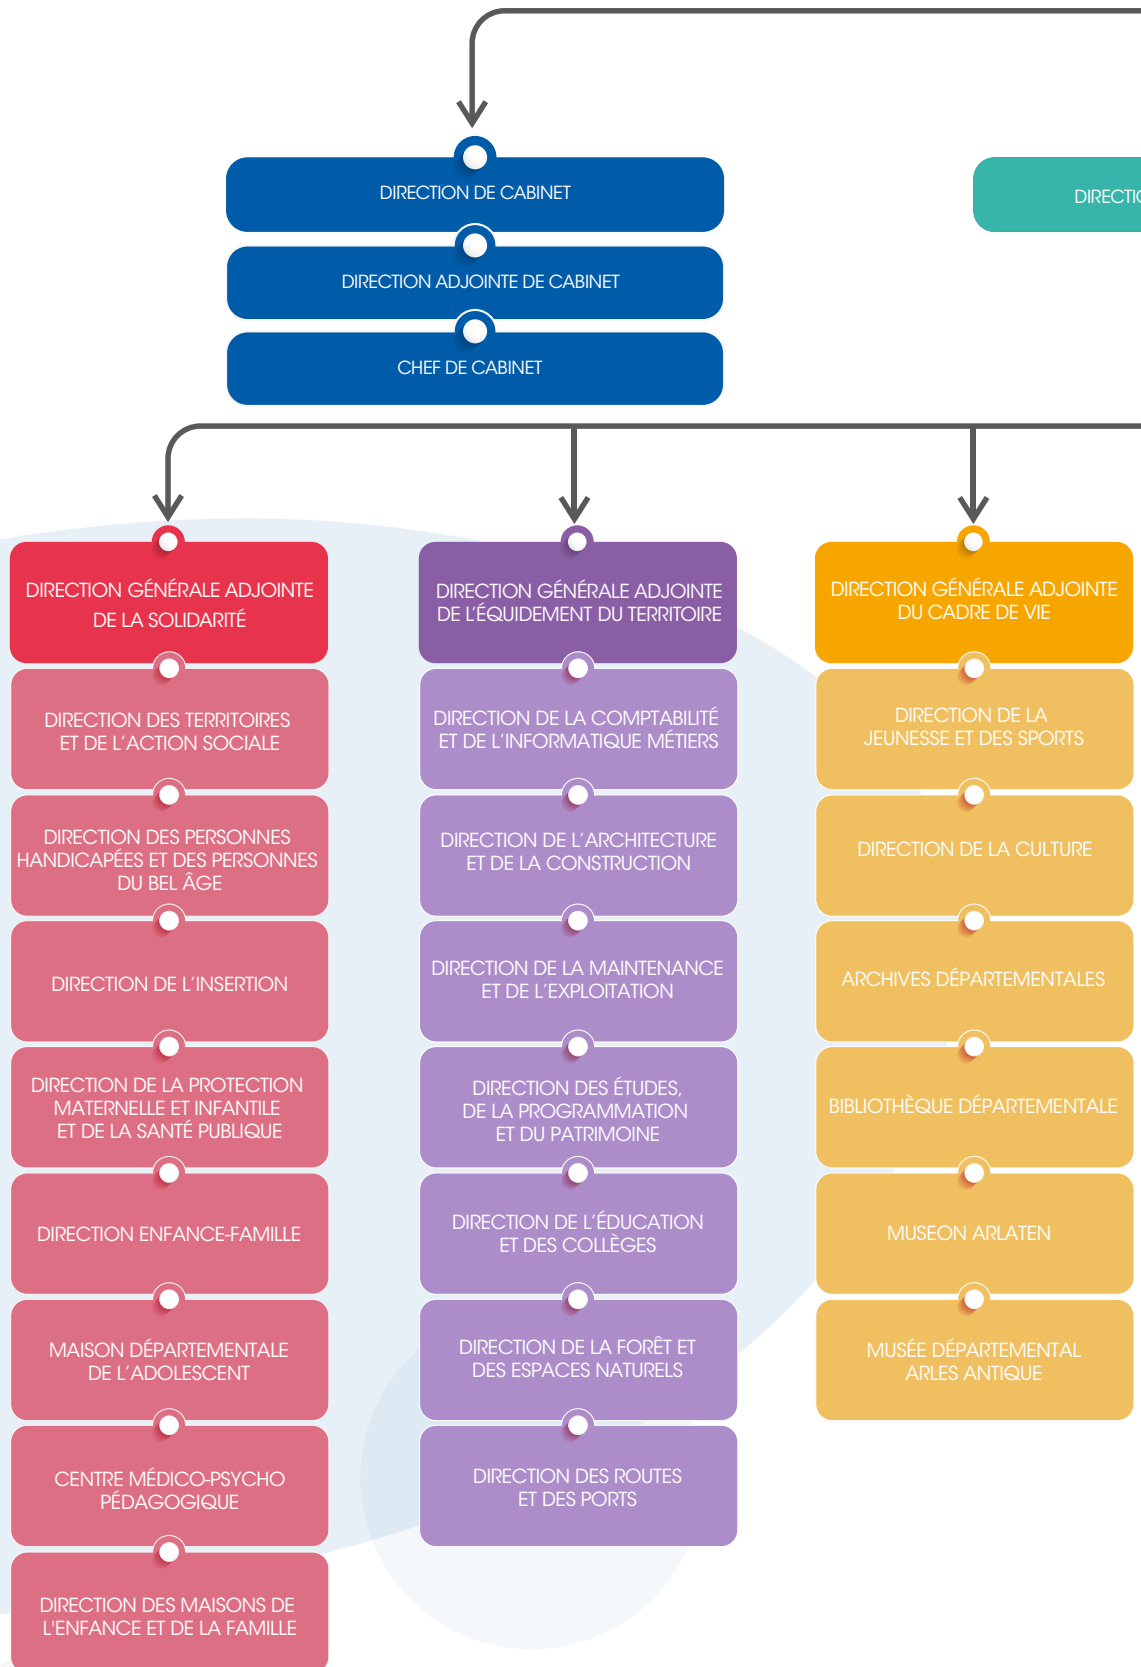 DIRECTION DE CABINET
DIRECTION ADJOINTE DE CABINET
CHEF DE CABINET
DIRECTION GÉNÉRALE ADJOINTE
DE LA SOLIDARITÉ
DIRECTION DES TERRITOIRES
ET DE L'ACTION SOCIALE
DIRECTION DES PERSONNES
HANDICAPÉES ET DES PERSONNES
DU BEL ÂGE
DIRECTION DE L'INSERTION
DIRECTION DE LA PROTECTION
MATERNELLE ET INFANTILE
ET DE LA SANTÉ PUBLIQUE
DIRECTION ENFANCE-FAMILLE
MAISON DÉPARTEMENTALE
DE L'ADOLESCENT
CENTRE MÉDICO-PSYCHO
PÉDAGOGIQUE
DIRECTION DES MAISONS DE
L'ENFANCE ET DE LA FAMILLE
DIRECTION GÉNÉRALE ADJOINTE
DE L'ÉQUIDEMENT DU TERRITOIRE
DIRECTION DE LA COMPTABILITÉ
ET DE L'INFORMATIQUE MÉTIERS
DIRECTION DE L'ARCHITECTURE
ET DE LA CONSTRUCTION
DIRECTION DE LA MAINTENANCE
ET DE L'EXPLOITATION
DIRECTION DES ÉTUDES,
DE LA PROGRAMMATION
ET DU PATRIMOINE
DIRECTION DE L'ÉDUCATION
ET DES COLLÈGES
DIRECTION DE LA FORÊT ET
DES ESPACES NATURELS
DIRECTION DES ROUTES
ET DES PORTS
DIRECTION GÉNÉRALE ADJOINTE
DU CADRE DE VIE
DIRECTION DE LA
JEUNESSE ET DES SPORTS
DIRECTION DE LA CULTURE
ARCHIVES DÉPARTEMENTALES
BIBLIOTHÈQUE DÉPARTEMENTALE
MUSEON ARLATEN
MUSÉE DÉPARTEMENTAL
ARLES ANTIQUE